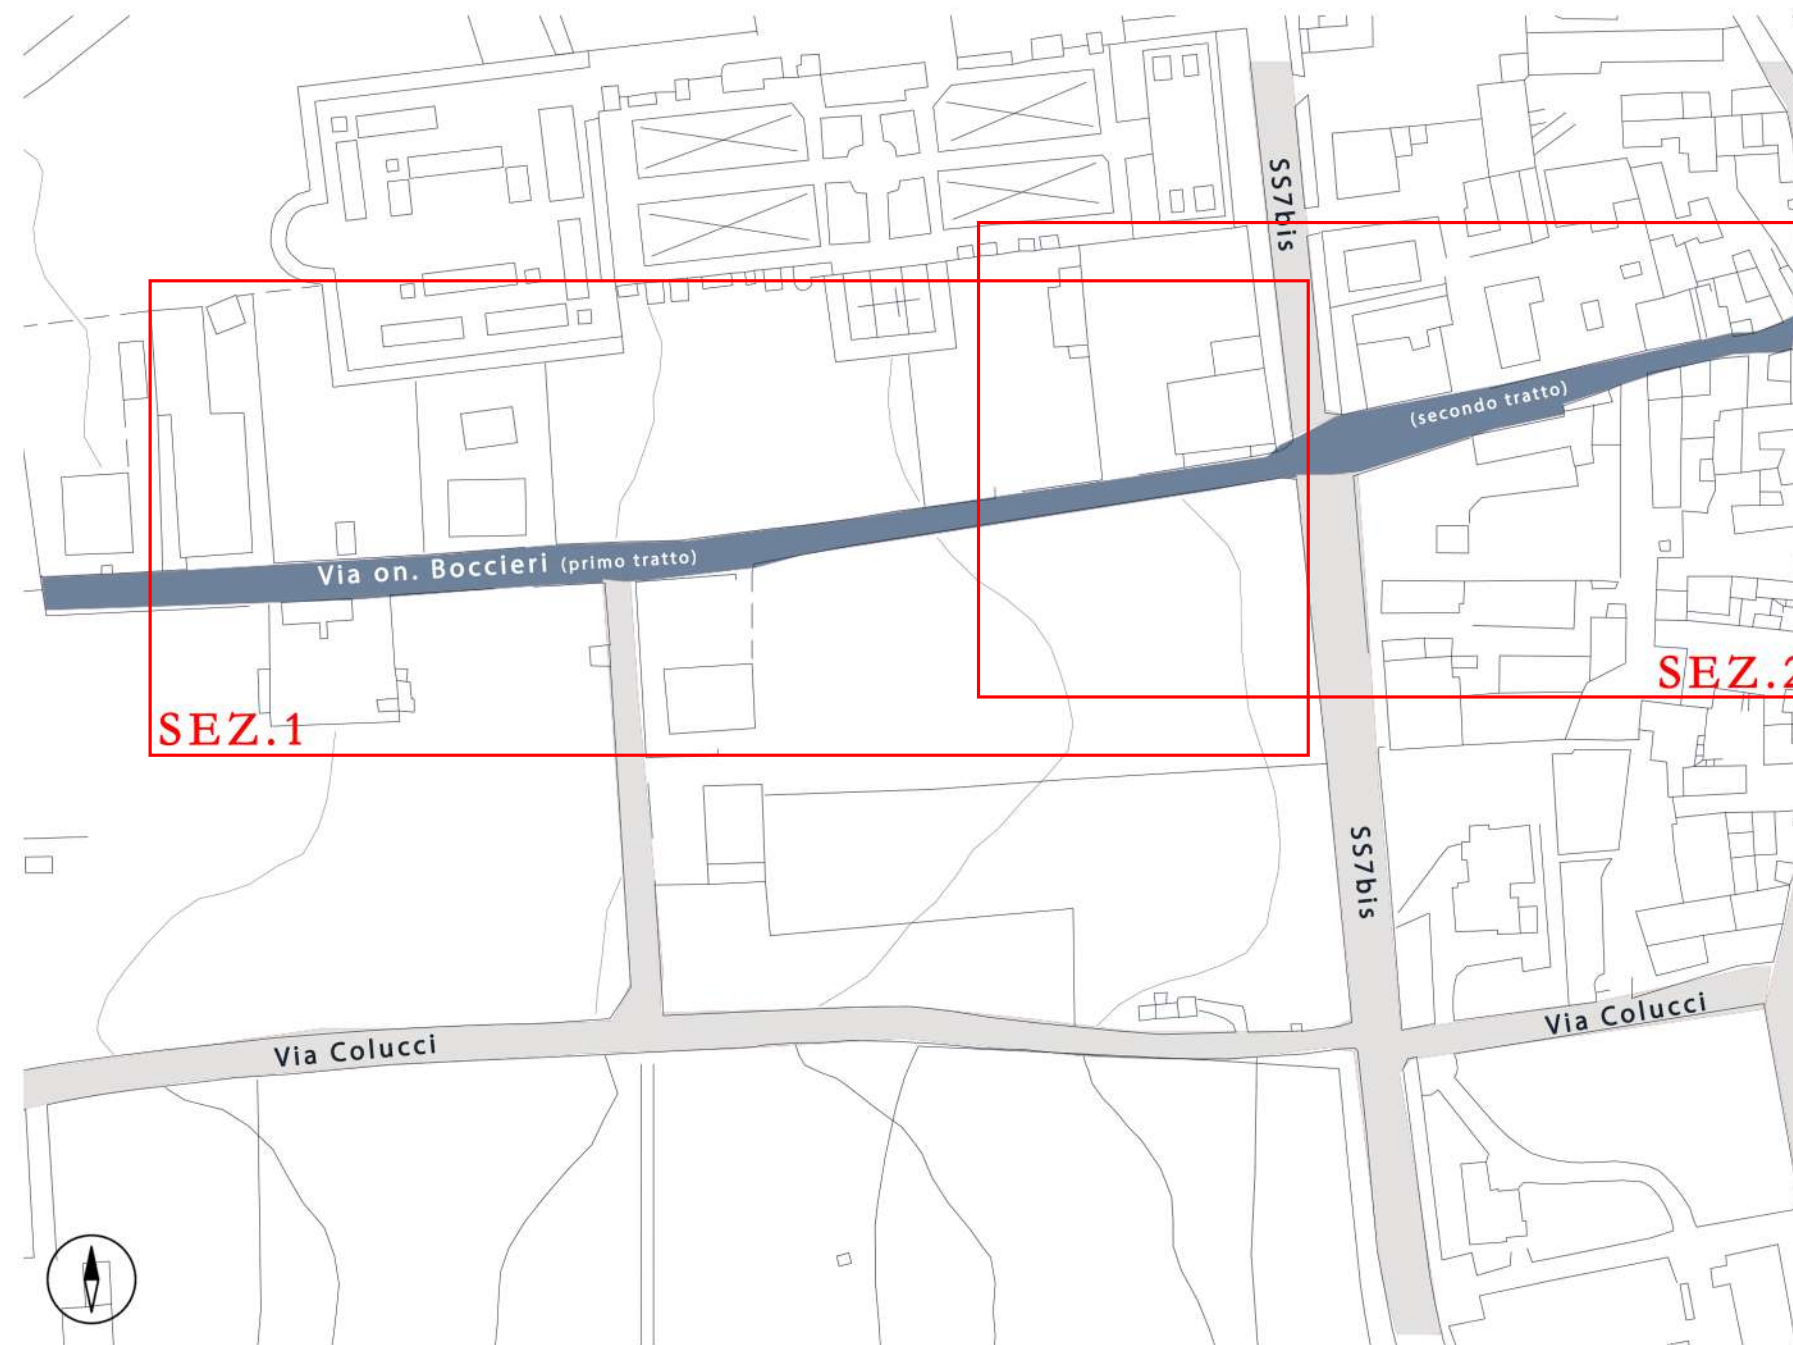 SS7bis
(secondo tratto)
Via on. Boccieri (primo tratto)
SEZ.2
SEZ.1
SS7bis
Via Colucci
Via Colucci